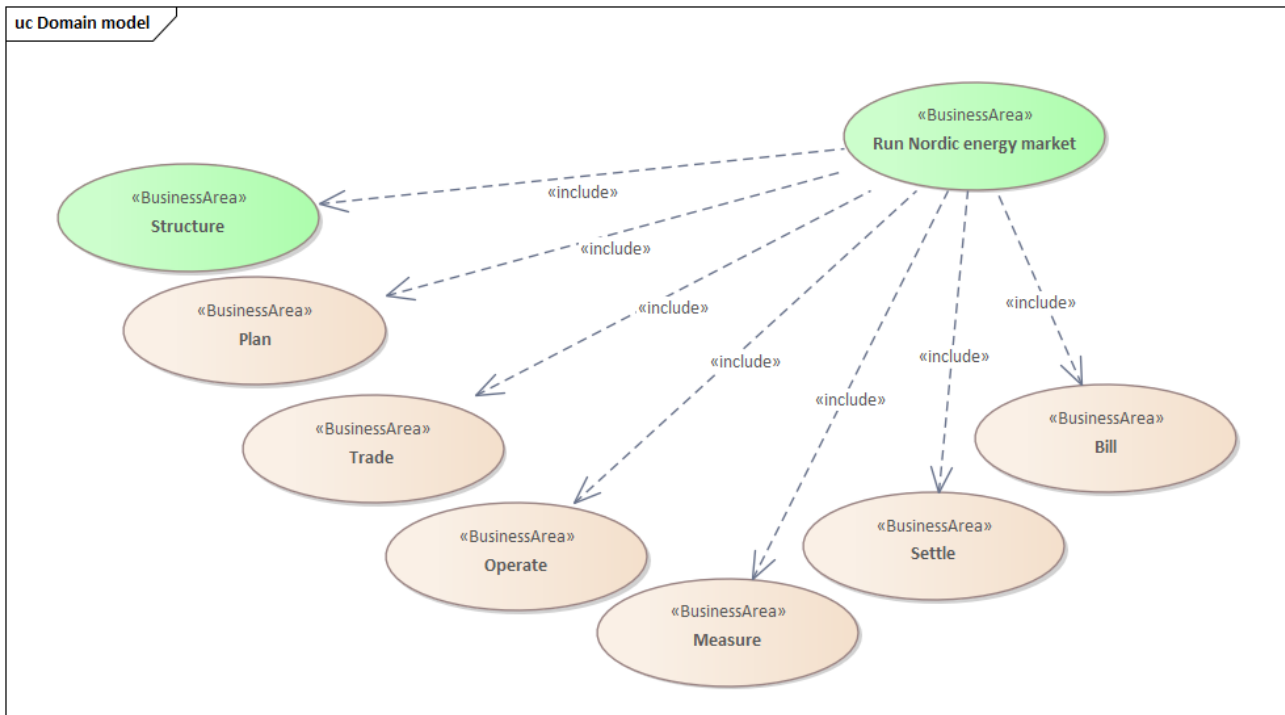 uc Domain model
«BusinessArea»
Run Nordic energy market
«BusinessArea»
Structure
«include»
«BusinessArea»
Plan
«include»
«BusinessArea»
Trade
«include»
«BusinessArea»
Operate
«include»
«BusinessArea»
Measure
«include»
«BusinessArea»
Settle
«include»
«BusinessArea»
Bill
«include»